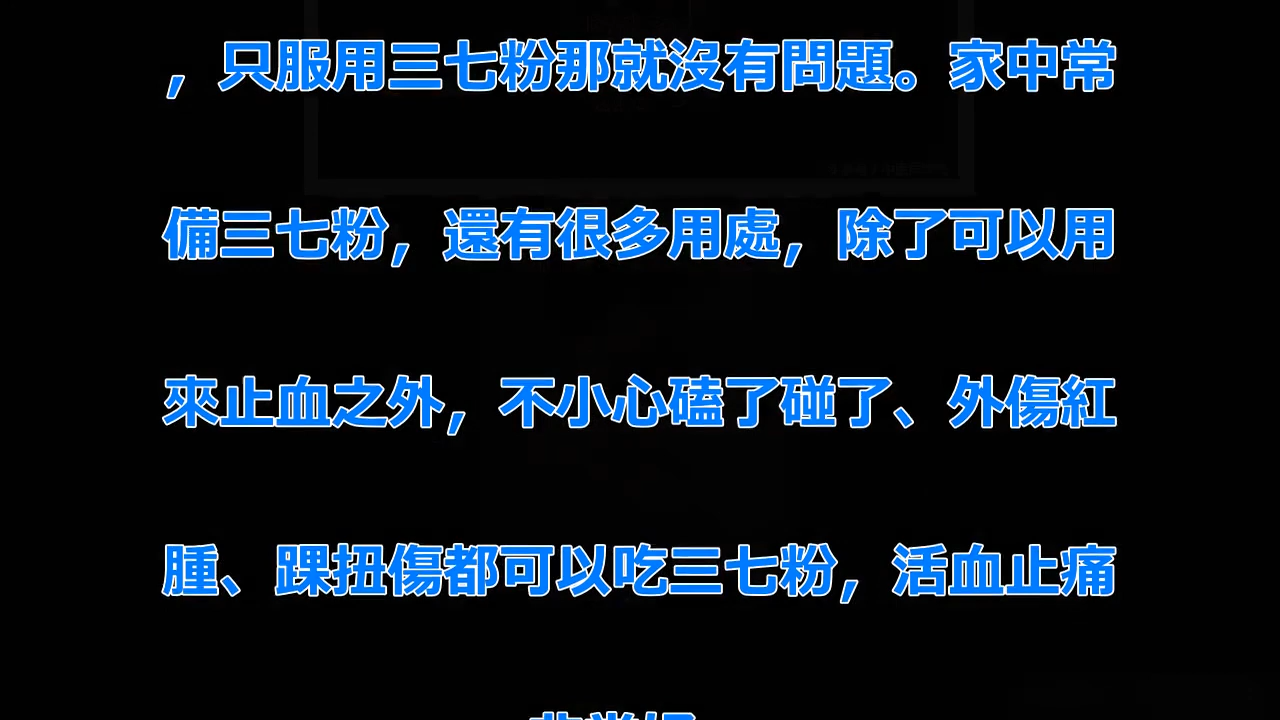 ，只服用三七粉那就沒有問題。家中常
備三七粉，還有很多用處，除了可以用
來止血之外，不小心磕了碰了、外傷紅
腫、踝扭傷都可以吃三七粉，活血止痛